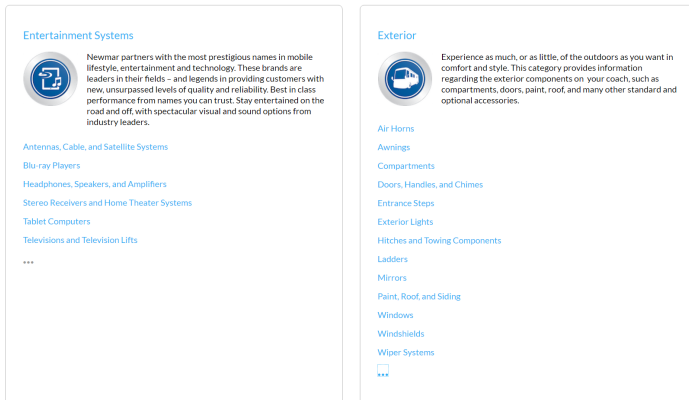 Entertainment Systems
Newmar partners with the most prestigious names in mobile
lifestyle, entertainment and technology. These brands are
leaders in their fields – and legends in providing customers with
new, unsurpassed levels of quality and reliability. Best in class
performance from names you can trust. Stay entertained on the
road and off, with spectacular visual and sound options from
industry leaders.
Antennas, Cable, and Satellite Systems
Blu-ray Players
Headphones, Speakers, and Amplifiers
Stereo Receivers and Home Theater Systems
Tablet Computers
Televisions and Television Lifts
•••
Exterior
Experience as much, or as little, of the outdoors as you want in
comfort and style. This category provides information
regarding the exterior components on your coach, such as
compartments, doors, paint, roof, and many other standard and
optional accessories.
Air Horns
Awnings
Compartments
Doors, Handles, and Chimes
Entrance Steps
Exterior Lights
Hitches and Towing Components
Ladders
Mirrors
Paint, Roof, and Siding
Windows
Windshields
Wiper Systems
•••